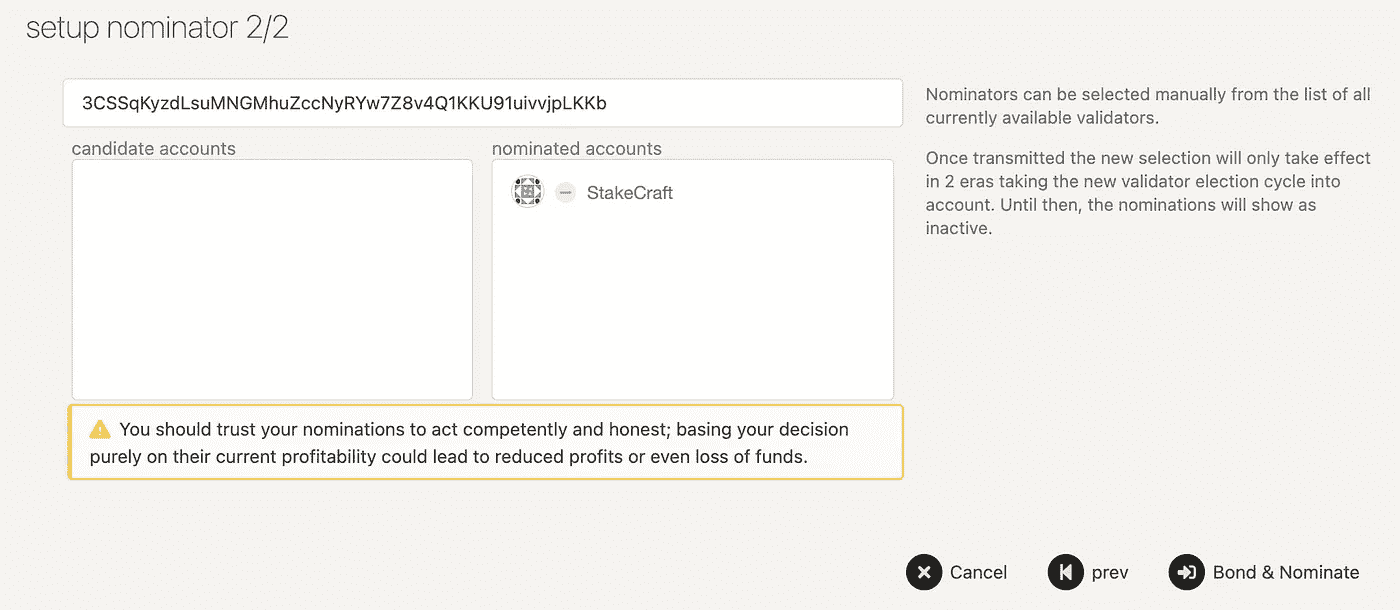 setup nominator 2/2
3CSSqKyzdLsuMNGMhuZccNyRYw7Z8v4Q1KKU91uivvjpLKKb
candidate accounts
nominated accounts
StakeCraft
You should trust your nominations to act competently and honest; basing your decision
purely on their current profitability could lead to reduced profits or even loss of funds.
Nominators can be selected manually from the list of all
currently available validators.
Once transmitted the new selection will only take effect
in 2 eras taking the new validator election cycle into
account. Until then, the nominations will show as
inactive.
Cancel
prev
Bond & Nominate